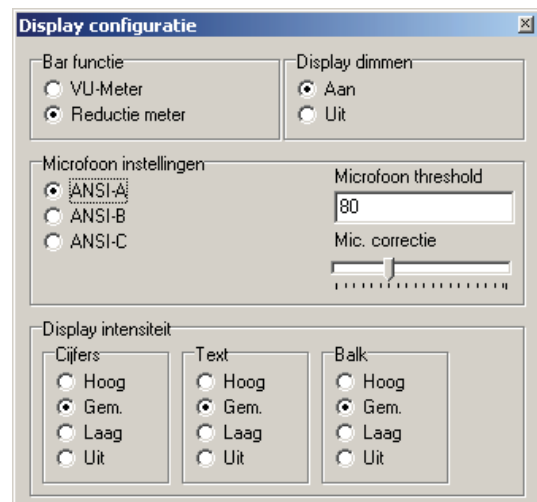 Display configuratie
Bar functie
VU-Meter
Reductie meter
Display dimmen
Aan
Uit
Microfoon instellingen
ANSI-A
ANSI-B
ANSI-C
Microfoon threshold
80
Mic. correctie
Display intensiteit
Cijfers
Hoog
Gem.
Laag
Uit
Text
Hoog
Gem.
Laag
Uit
Balk
Hoog
Gem.
Laag
Uit